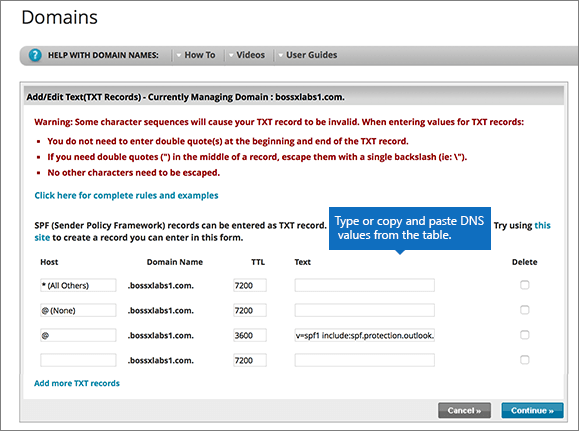 Domains
? HELP WITH DOMAIN NAMES: How To Videos User Guides
Add/Edit Text(TXT Records) - Currently Managing Domain : bossxlabs1.com.
Warning: Some character sequences will cause your TXT record to be invalid. When entering values for TXT records:
You do not need to enter double quote(s) at the beginning and end of the TXT record.
If you need double quotes (") in the middle of a record, escape them with a single backslash (ie: \").
No other characters need to be escaped.
Click here for complete rules and examples
Type or copy and paste DNS
values from the table.
SPF (Sender Policy Framework) records can be entered as TXT record. Try using this
site to create a record you can enter in this form.
Host Domain Name TTL Text Delete
* (All Others) .bossxlabs1.com. 7200
@ (None) .bossxlabs1.com. 7200
@ .bossxlabs1.com. 3600 v=spf1 include:spf.protection.outlook.
.bossxlabs1.com. 7200
Add more TXT records
Cancel » Continue »